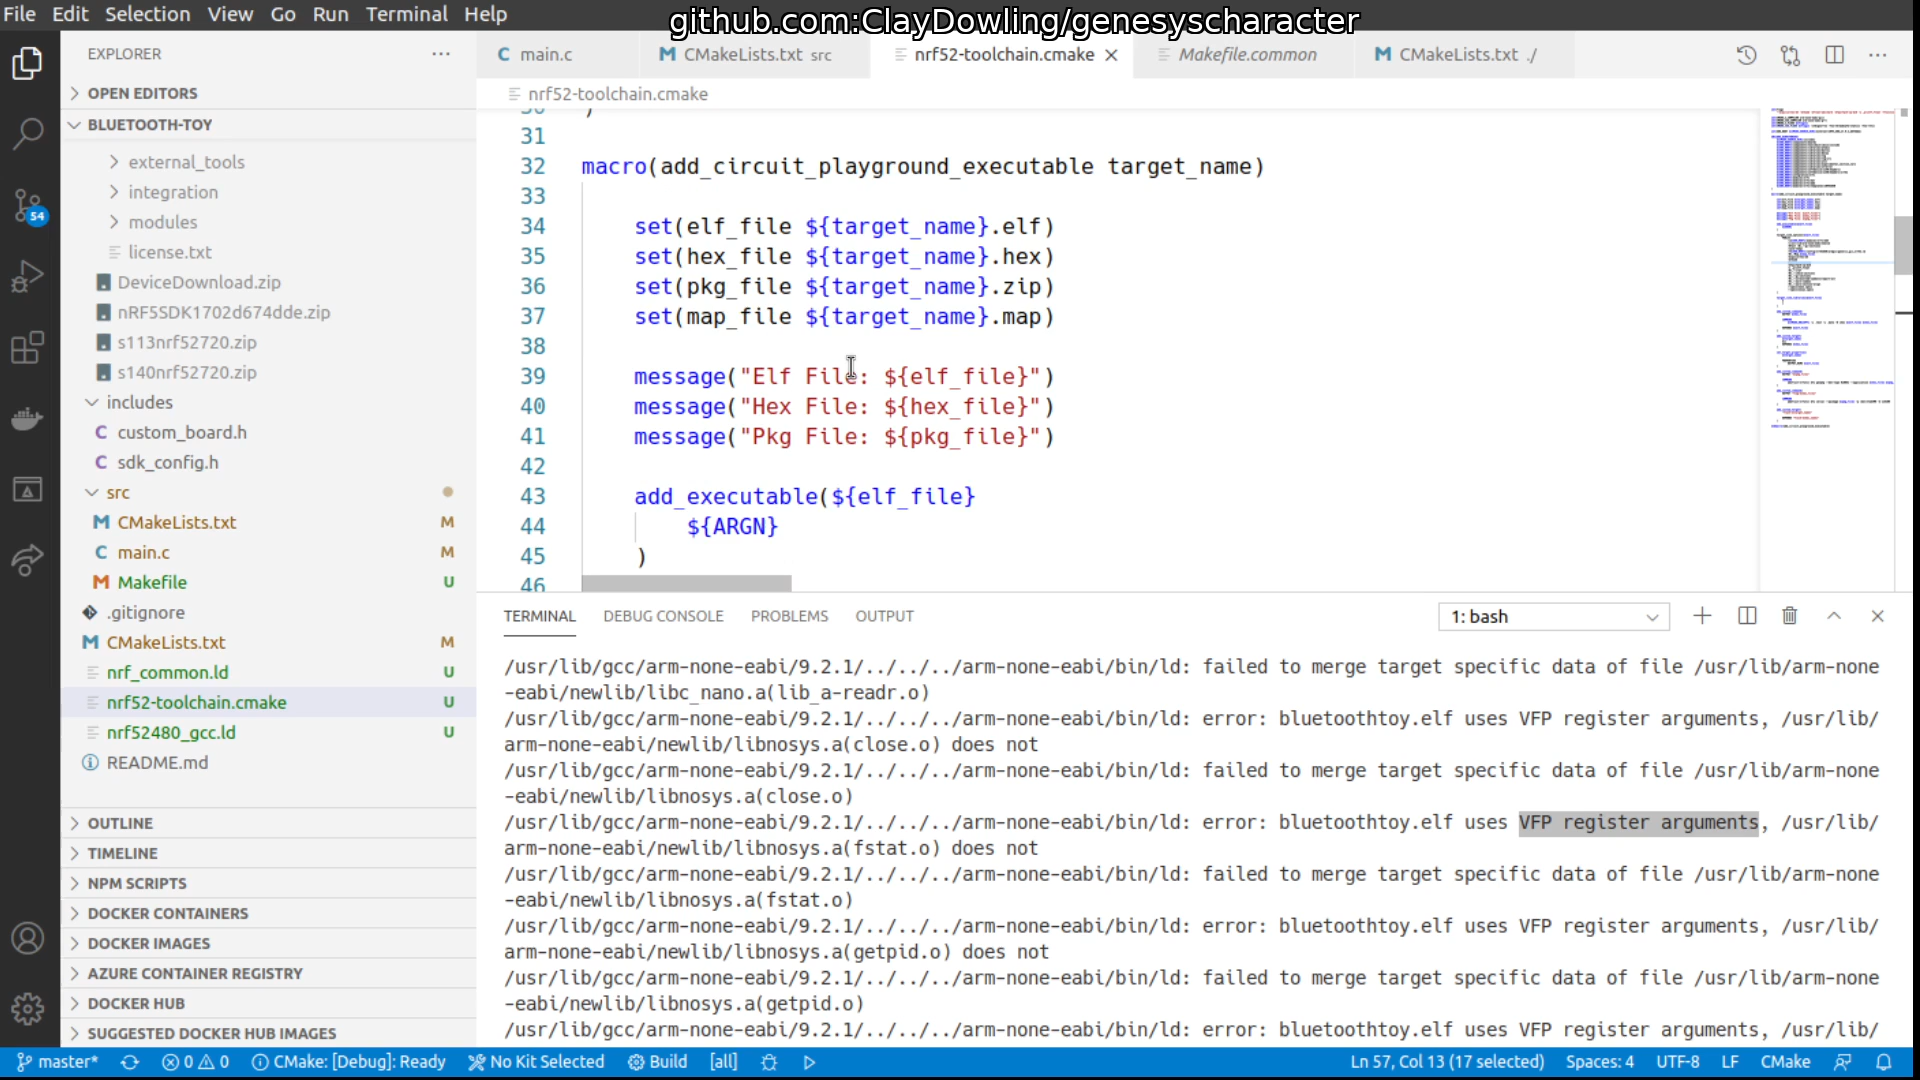 File Edit Selection View Go Run Terminal Help
github.com:ClayDowling/genesyscharacter
EXPLORER
main.c
CMakeLists.txt src
nrf52-toolchain.cmake
Makefile.common
CMakeLists.txt ./
OPEN EDITORS
nrf52-toolchain.cmake
BLUETOOTH-TOY
external_tools
integration
modules
license.txt
DeviceDownload.zip
nRF5SDK1702d674dde.zip
s113nrf52720.zip
s140nrf52720.zip
includes
C custom_board.h
C sdk_config.h
src
M CMakeLists.txt M
C main.c M
M Makefile U
.gitignore
M CMakeLists.txt M
nrf_common.ld U
nrf52-toolchain.cmake U
nrf52480_gcc.ld U
README.md
OUTLINE
TIMELINE
NPM SCRIPTS
DOCKER CONTAINERS
DOCKER IMAGES
AZURE CONTAINER REGISTRY
DOCKER HUB
SUGGESTED DOCKER HUB IMAGES
54
30 )
31
32 macro(add_circuit_playground_executable target_name)
33
34 set(elf_file ${target_name}.elf)
35 set(hex_file ${target_name}.hex)
36 set(pkg_file ${target_name}.zip)
37 set(map_file ${target_name}.map)
38
39 message("Elf File: ${elf_file}")
40 message("Hex File: ${hex_file}")
41 message("Pkg File: ${pkg_file}")
42
43 add_executable(${elf_file}
44 ${ARGN}
45 )
46
TERMINAL DEBUG CONSOLE PROBLEMS OUTPUT 1: bash
/usr/lib/gcc/arm-none-eabi/9.2.1/../../../arm-none-eabi/bin/ld: failed to merge target specific data of file /usr/lib/arm-none
-eabi/newlib/libc_nano.a(lib_a-readr.o)
/usr/lib/gcc/arm-none-eabi/9.2.1/../../../arm-none-eabi/bin/ld: error: bluetoothtoy.elf uses VFP register arguments, /usr/lib/
arm-none-eabi/newlib/libnosys.a(close.o) does not
/usr/lib/gcc/arm-none-eabi/9.2.1/../../../arm-none-eabi/bin/ld: failed to merge target specific data of file /usr/lib/arm-none
-eabi/newlib/libnosys.a(close.o)
/usr/lib/gcc/arm-none-eabi/9.2.1/../../../arm-none-eabi/bin/ld: error: bluetoothtoy.elf uses VFP register arguments, /usr/lib/
arm-none-eabi/newlib/libnosys.a(fstat.o) does not
/usr/lib/gcc/arm-none-eabi/9.2.1/../../../arm-none-eabi/bin/ld: failed to merge target specific data of file /usr/lib/arm-none
-eabi/newlib/libnosys.a(fstat.o)
/usr/lib/gcc/arm-none-eabi/9.2.1/../../../arm-none-eabi/bin/ld: error: bluetoothtoy.elf uses VFP register arguments, /usr/lib/
arm-none-eabi/newlib/libnosys.a(getpid.o) does not
/usr/lib/gcc/arm-none-eabi/9.2.1/../../../arm-none-eabi/bin/ld: failed to merge target specific data of file /usr/lib/arm-none
-eabi/newlib/libnosys.a(getpid.o)
/usr/lib/gcc/arm-none-eabi/9.2.1/../../../arm-none-eabi/bin/ld: error: bluetoothtoy.elf uses VFP register arguments, /usr/lib/
master* 0 0 CMake: [Debug]: Ready No Kit Selected Build [all] Ln 57, Col 13 (17 selected) Spaces: 4 UTF-8 LF CMake